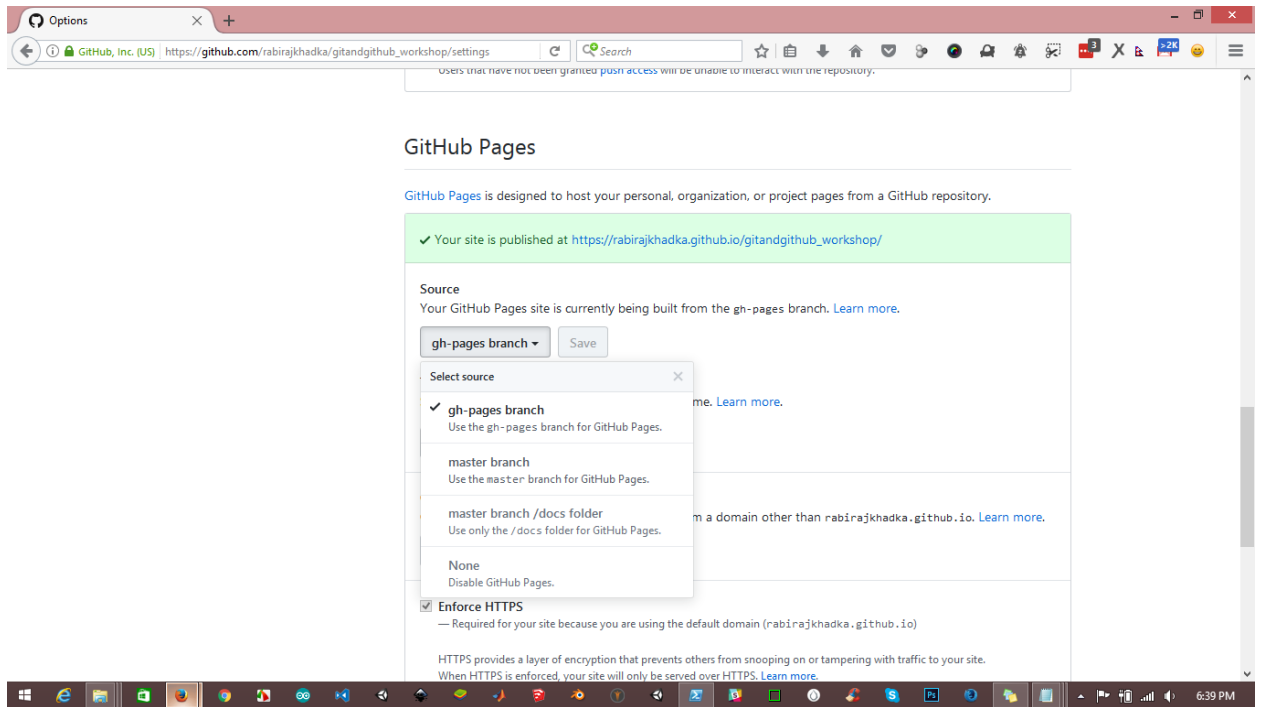 Options
GitHub, Inc. (US)
https://github.com/rabirajkhadka/gitandgithub_workshop/settings
Search
3
>2K
Users that have not been granted push access will be unable to interact with the repository.
GitHub Pages
GitHub Pages is designed to host your personal, organization, or project pages from a GitHub repository.
Your site is published at https://rabirajkhadka.github.io/gitandgithub_workshop/
Source
Your GitHub Pages site is currently being built from the gh-pages branch. Learn more.
gh-pages branch
Save
Select source
me. Learn more.
gh-pages branch
Use the gh-pages branch for GitHub Pages.
master branch
Use the master branch for GitHub Pages.
master branch /docs folder
Use only the /docs folder for GitHub Pages.
m a domain other than rabirajkhadka.github.io. Learn more.
None
Disable GitHub Pages.
Enforce HTTPS
— Required for your site because you are using the default domain (rabirajkhadka.github.io)
HTTPS provides a layer of encryption that prevents others from snooping on or tampering with traffic to your site.
When HTTPS is enforced, your site will only be served over HTTPS. Learn more.
Ps
6:39 PM